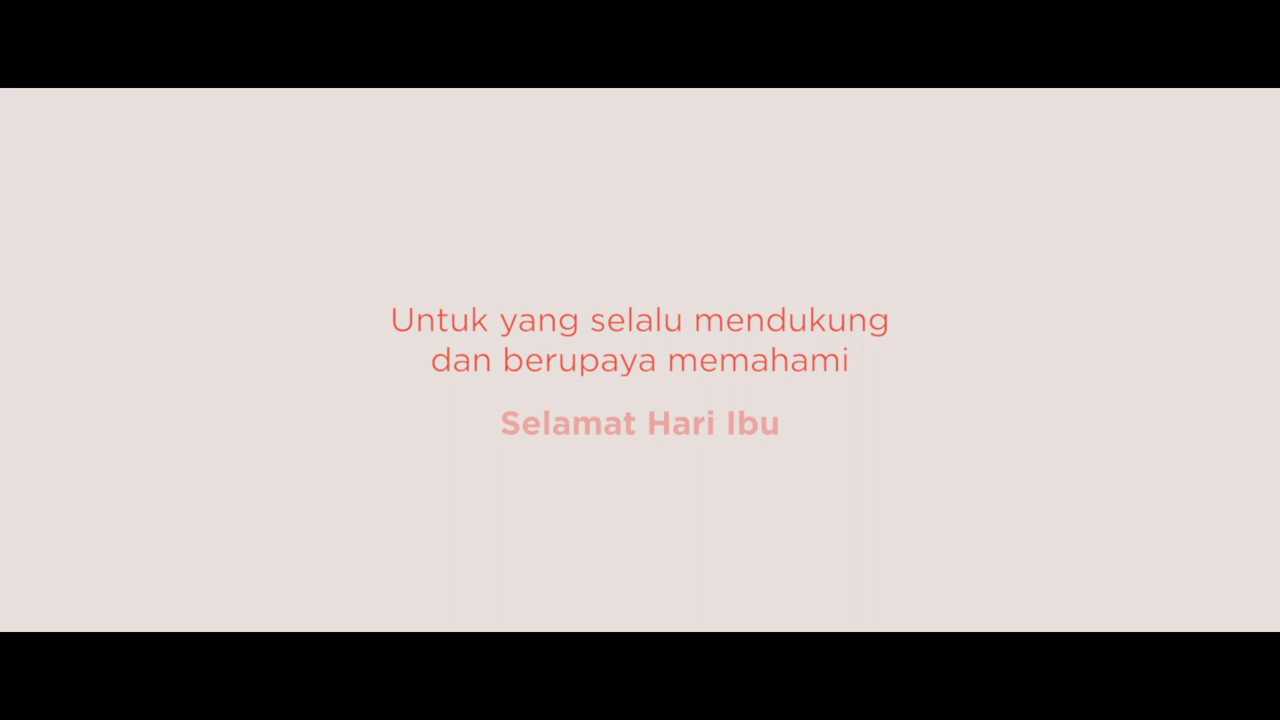 Untuk yang selalu mendukung
dan berupaya memahami
Selamat Hari Ibu